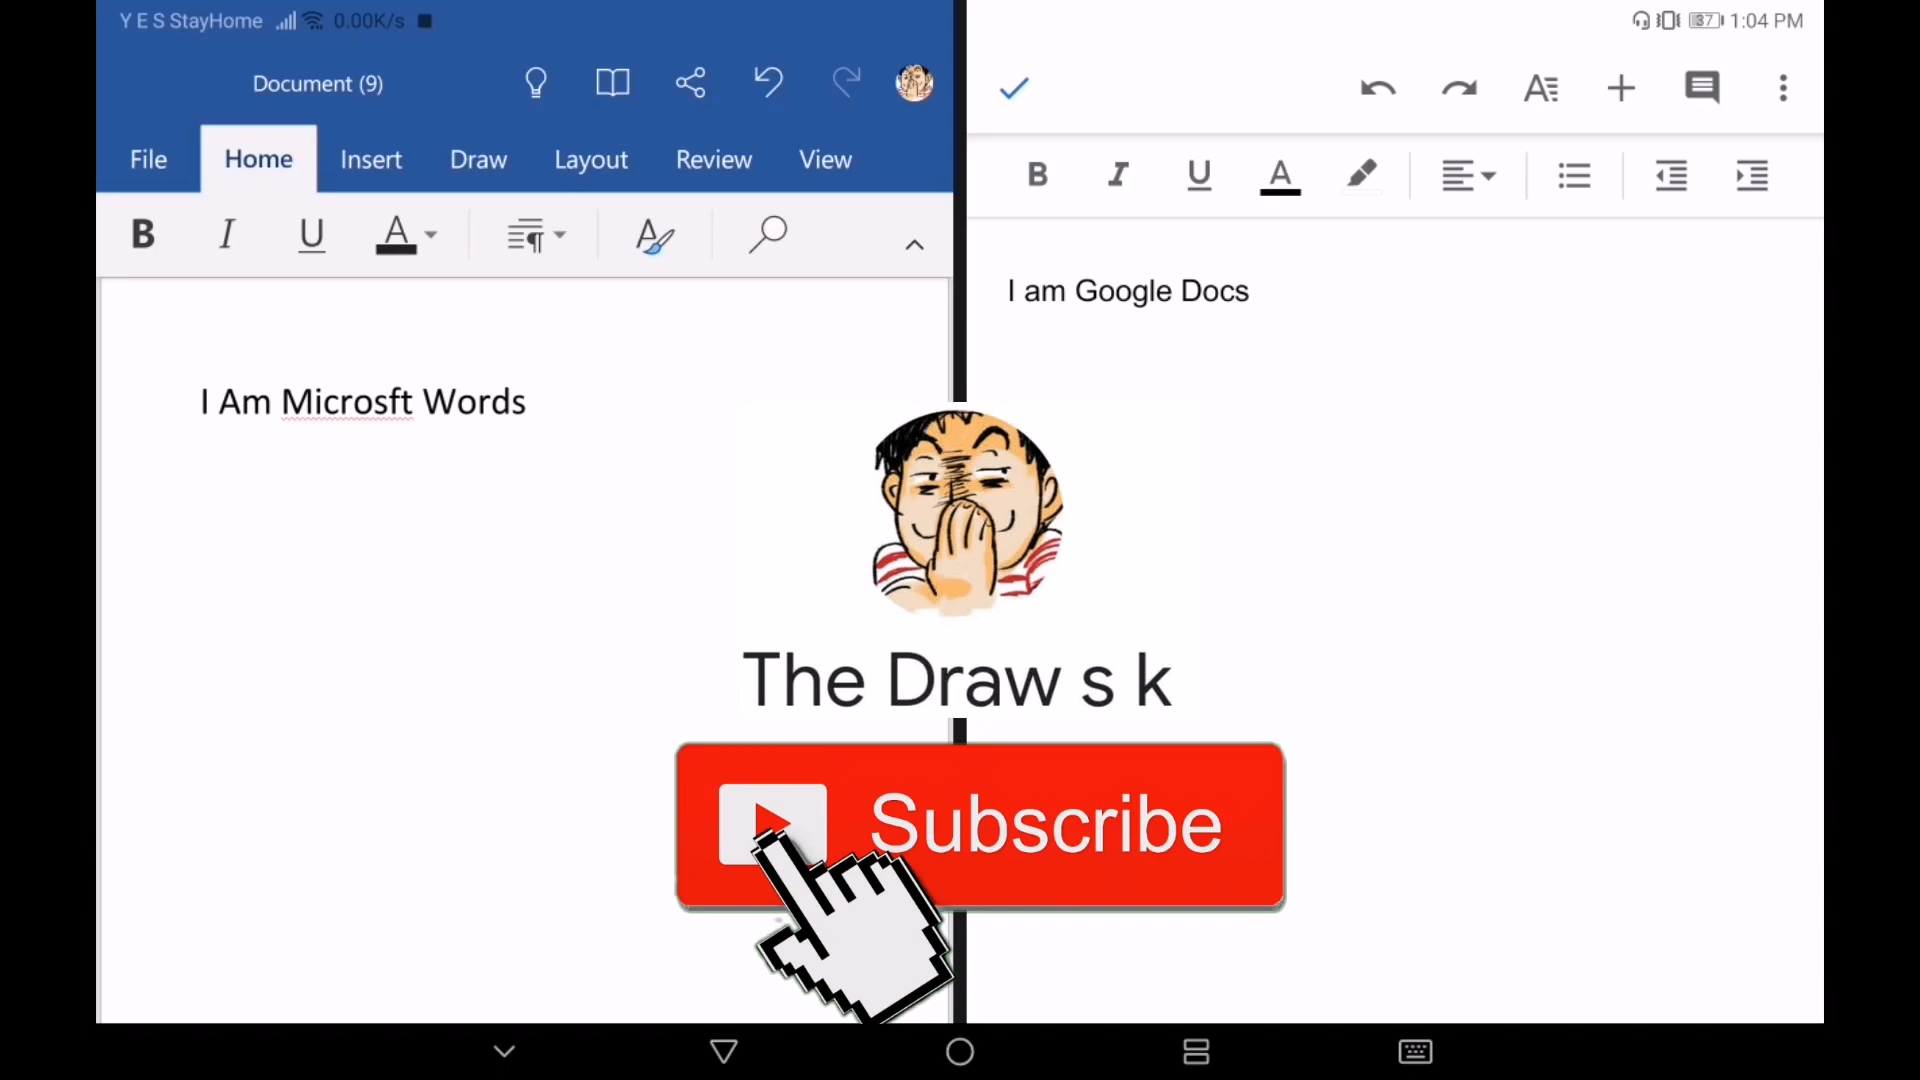 Y E S StayHome 0.00K/s
37 1:04 PM
Document (9)
File Home Insert Draw Layout Review View
B I U A
B I U A
I am Google Docs
I Am Microsft Words
The Draw s k
Subscribe